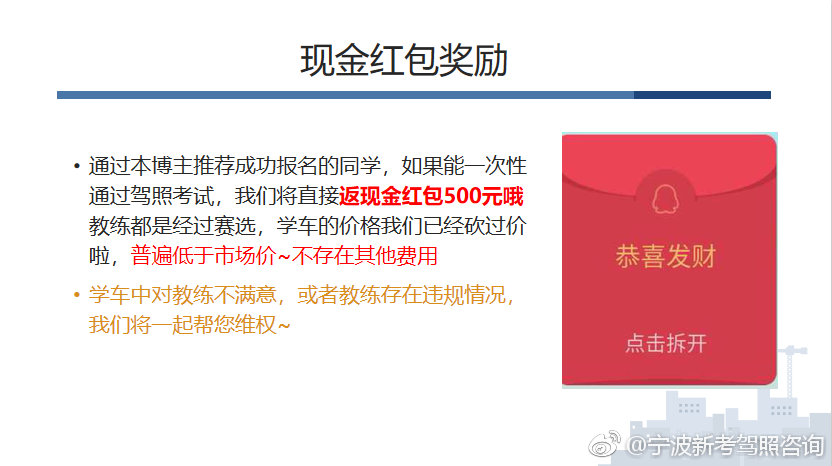 现金红包奖励
• 通过本博主推荐成功报名的同学，如果能一次性
通过驾照考试，我们将直接返现金红包500元哦
教练都是经过赛选，学车的价格我们已经砍过价
啦，普遍低于市场价~不存在其他费用
• 学车中对教练不满意，或者教练存在违规情况，
我们将一起帮您维权~
恭喜发财
点击拆开
@宁波新考驾照咨询